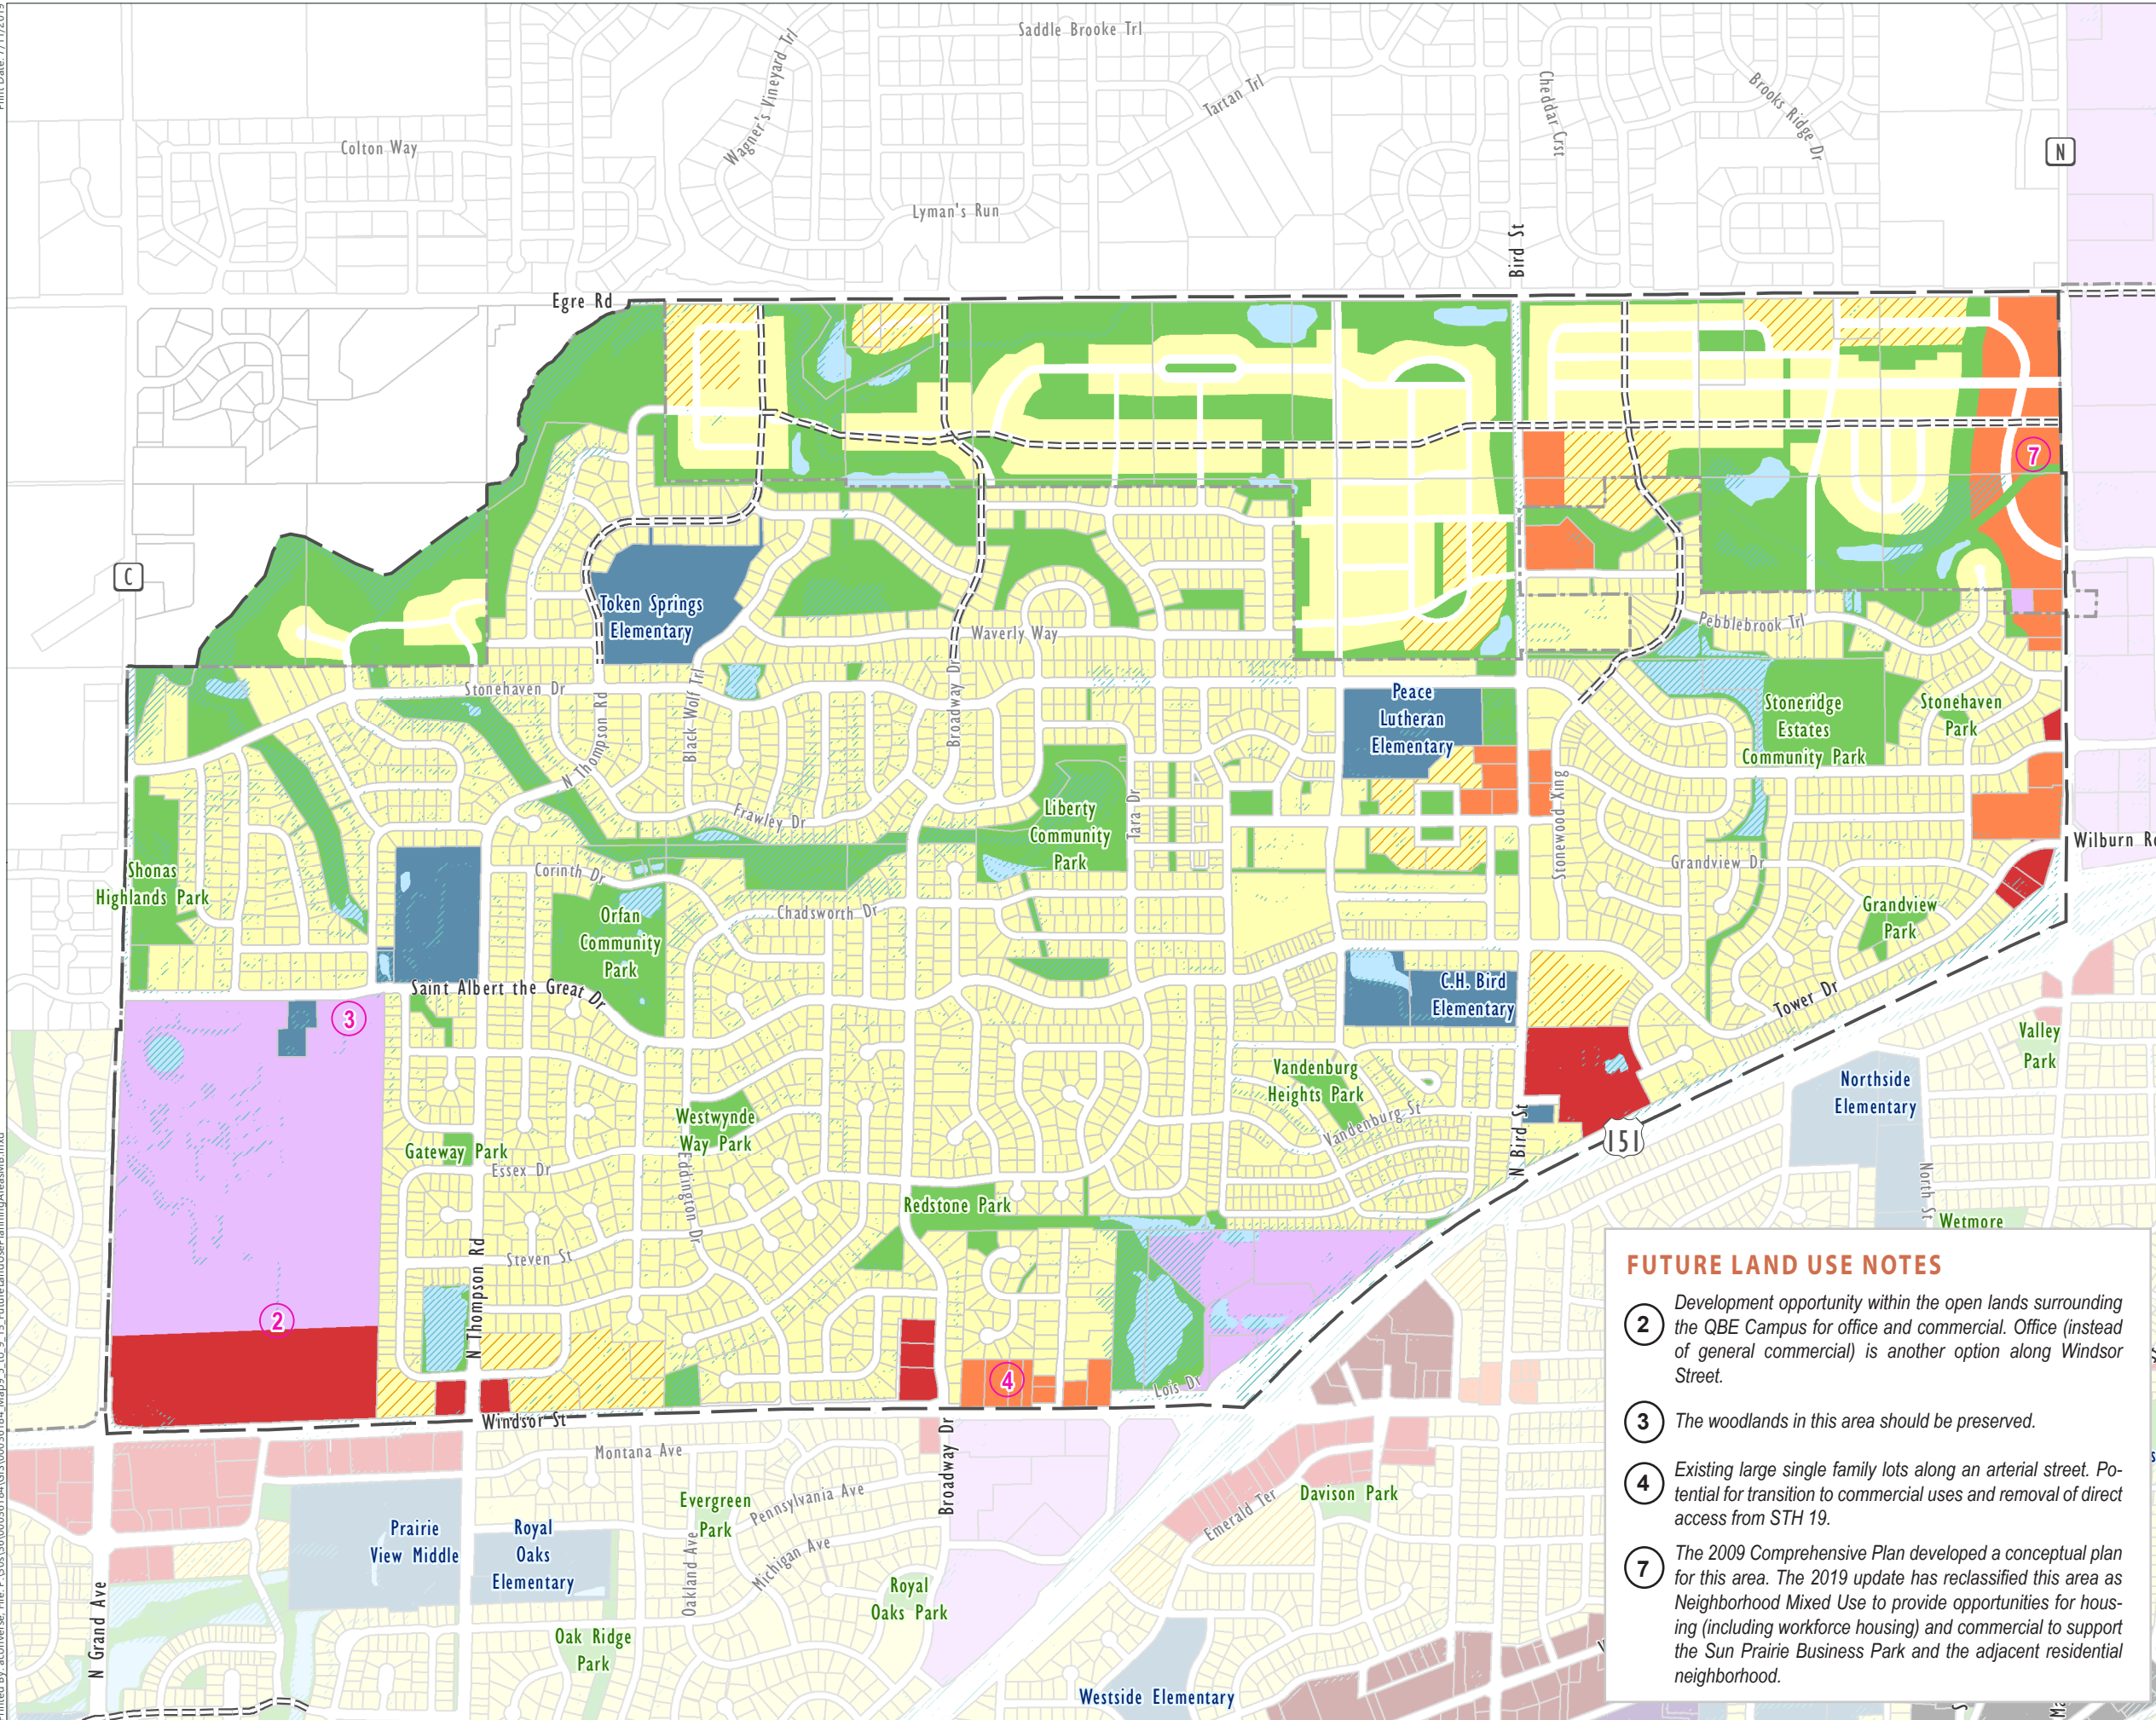 Print Date: 7/11/2019
Saddle Brooke Trl
Wagner's Vineyard Trl
Tartan Trl
Cheddar Crst
Brooks Ridge Dr
Colton Way
N
Lyman's Run
Bird St
Egre Rd
7
C
Token Springs
Elementary
Waverly Way
Pebblebrook Trl
Stonehaven Dr
N Thompson Rd
Black Wolf Trl
Broadway Dr
Peace
Lutheran
Elementary
Stoneridge
Estates
Community Park
Stonehaven
Park
N Thompson Rd
Frawley Dr
Liberty
Community
Park
Tara Dr
Stonewood Xing
Wilburn Rd
Grandview Dr
Shonas
Highlands Park
Corinth Dr
Orfan
Community
Park
Chadsworth Dr
Grandview
Park
Saint Albert the Great Dr
C.H. Bird
Elementary
Tower Dr
3
Valley
Park
Vandenburg
Heights Park
Vandenburg St
Northside
Elementary
Westwynde
Way Park
N Bird St
151
Gateway Park
Essex Dr
Eddington Dr
Redstone Park
North St
Wetmore
Steven St
N Thompson Rd
2
4
Lois Dr
Windsor St
Broadway Dr
Montana Ave
Evergreen
Park
Pennsylvania Ave
Michigan Ave
Oakland Ave
Emerald Ter
Davison Park
Prairie
View Middle
Royal
Oaks
Elementary
Royal
Oaks Park
N Grand Ave
Oak Ridge
Park
Westside Elementary
FUTURE LAND USE NOTES
2 Development opportunity within the open lands surrounding
the QBE Campus for office and commercial. Office (instead
of general commercial) is another option along Windsor
Street.
3 The woodlands in this area should be preserved.
4 Existing large single family lots along an arterial street. Po-
tential for transition to commercial uses and removal of direct
access from STH 19.
7 The 2009 Comprehensive Plan developed a conceptual plan
for this area. The 2019 update has reclassified this area as
Neighborhood Mixed Use to provide opportunities for hous-
ing (including workforce housing) and commercial to support
the Sun Prairie Business Park and the adjacent residential
neighborhood.